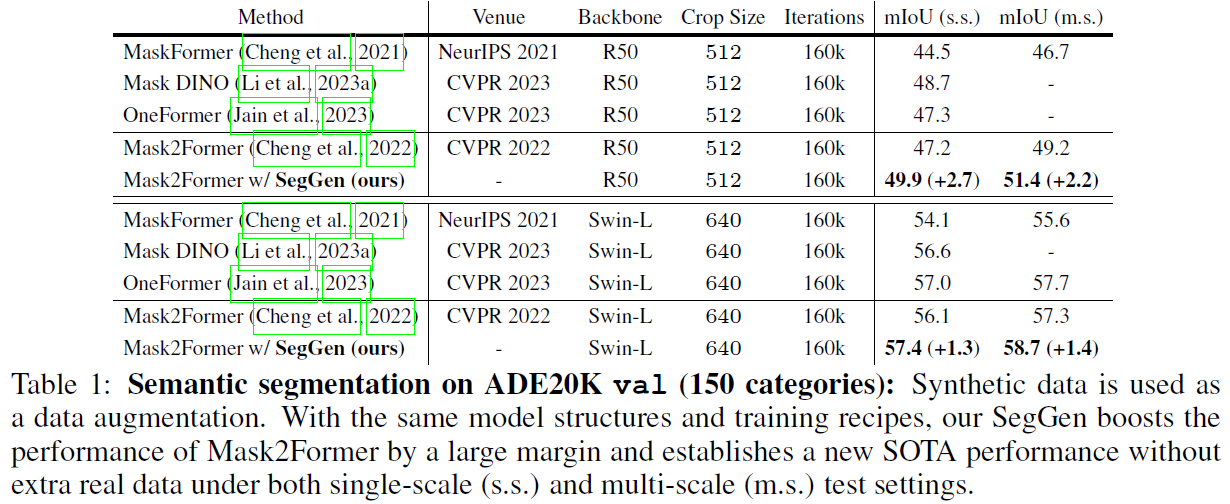 Method Venue Backbone Crop Size Iterations mIoU (s.s.) mIoU (m.s.)
MaskFormer (Cheng et al., 2021) NeurIPS 2021 R50 512 160k 44.5 46.7
Mask DINO (Li et al., 2023a) CVPR 2023 R50 512 160k 48.7 -
OneFormer (Jain et al., 2023) CVPR 2023 R50 512 160k 47.3 -
Mask2Former (Cheng et al., 2022) CVPR 2022 R50 512 160k 47.2 49.2
Mask2Former w/ SegGen (ours) - R50 512 160k 49.9 (+2.7) 51.4 (+2.2)
MaskFormer (Cheng et al., 2021) NeurIPS 2021 Swin-L 640 160k 54.1 55.6
Mask DINO (Li et al., 2023a) CVPR 2023 Swin-L 640 160k 56.6 -
OneFormer (Jain et al., 2023) CVPR 2023 Swin-L 640 160k 57.0 57.7
Mask2Former (Cheng et al., 2022) CVPR 2022 Swin-L 640 160k 56.1 57.3
Mask2Former w/ SegGen (ours) - Swin-L 640 160k 57.4 (+1.3) 58.7 (+1.4)
Table 1: Semantic segmentation on ADE20K val (150 categories): Synthetic data is used as
a data augmentation. With the same model structures and training recipes, our SegGen boosts the
performance of Mask2Former by a large margin and establishes a new SOTA performance without
extra real data under both single-scale (s.s.) and multi-scale (m.s.) test settings.